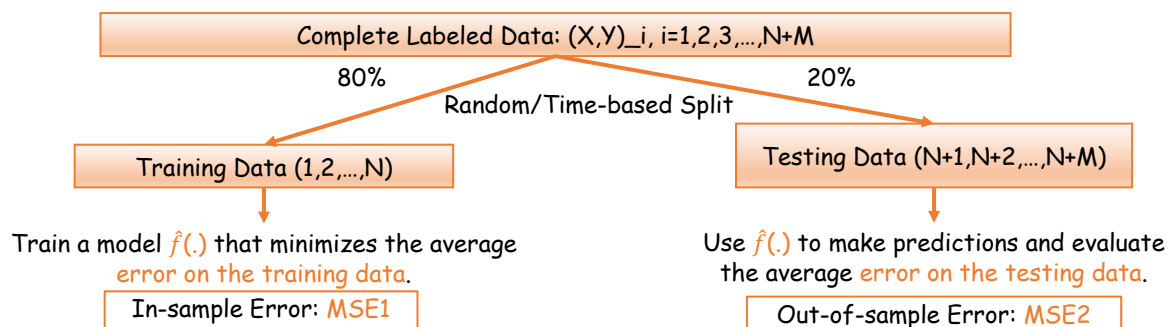 Complete Labeled Data: (X,Y)_i, i=1,2,3,...,N+M
80%
20%
Random/Time-based Split
Training Data (1,2,...,N)
Testing Data (N+1,N+2,...,N+M)
Train a model f̂(.) that minimizes the average
error on the training data.
In-sample Error: MSE1
Use f̂(.) to make predictions and evaluate
the average error on the testing data.
Out-of-sample Error: MSE2